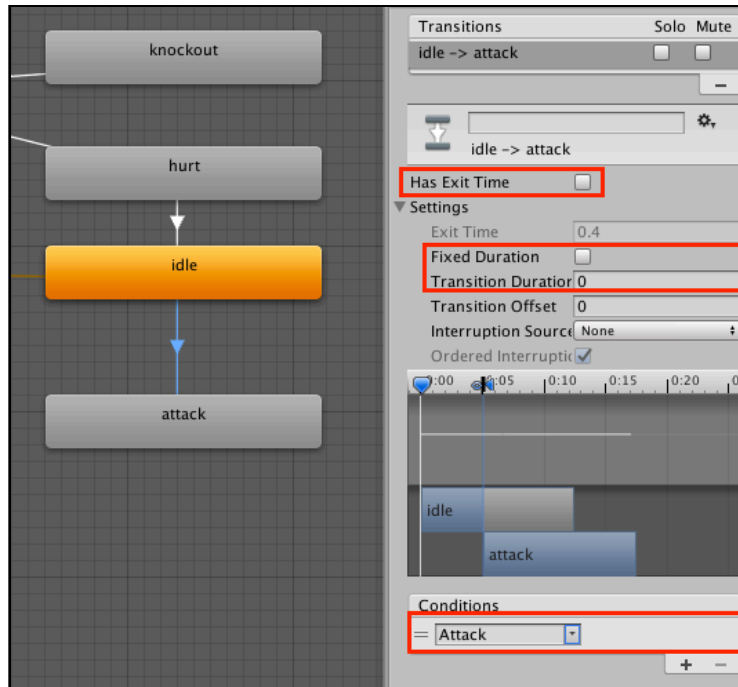 knockout
hurt
idle
attack
Transitions Solo Mute
idle -> attack
idle -> attack
Has Exit Time
Settings
Exit Time 0.4
Fixed Duration
Transition Duration 0
Transition Offset 0
Interruption Source None
Ordered Interruptic
0:00 0:05 0:10 0:15 0:20 0
idle
attack
Conditions
= Attack
+ −